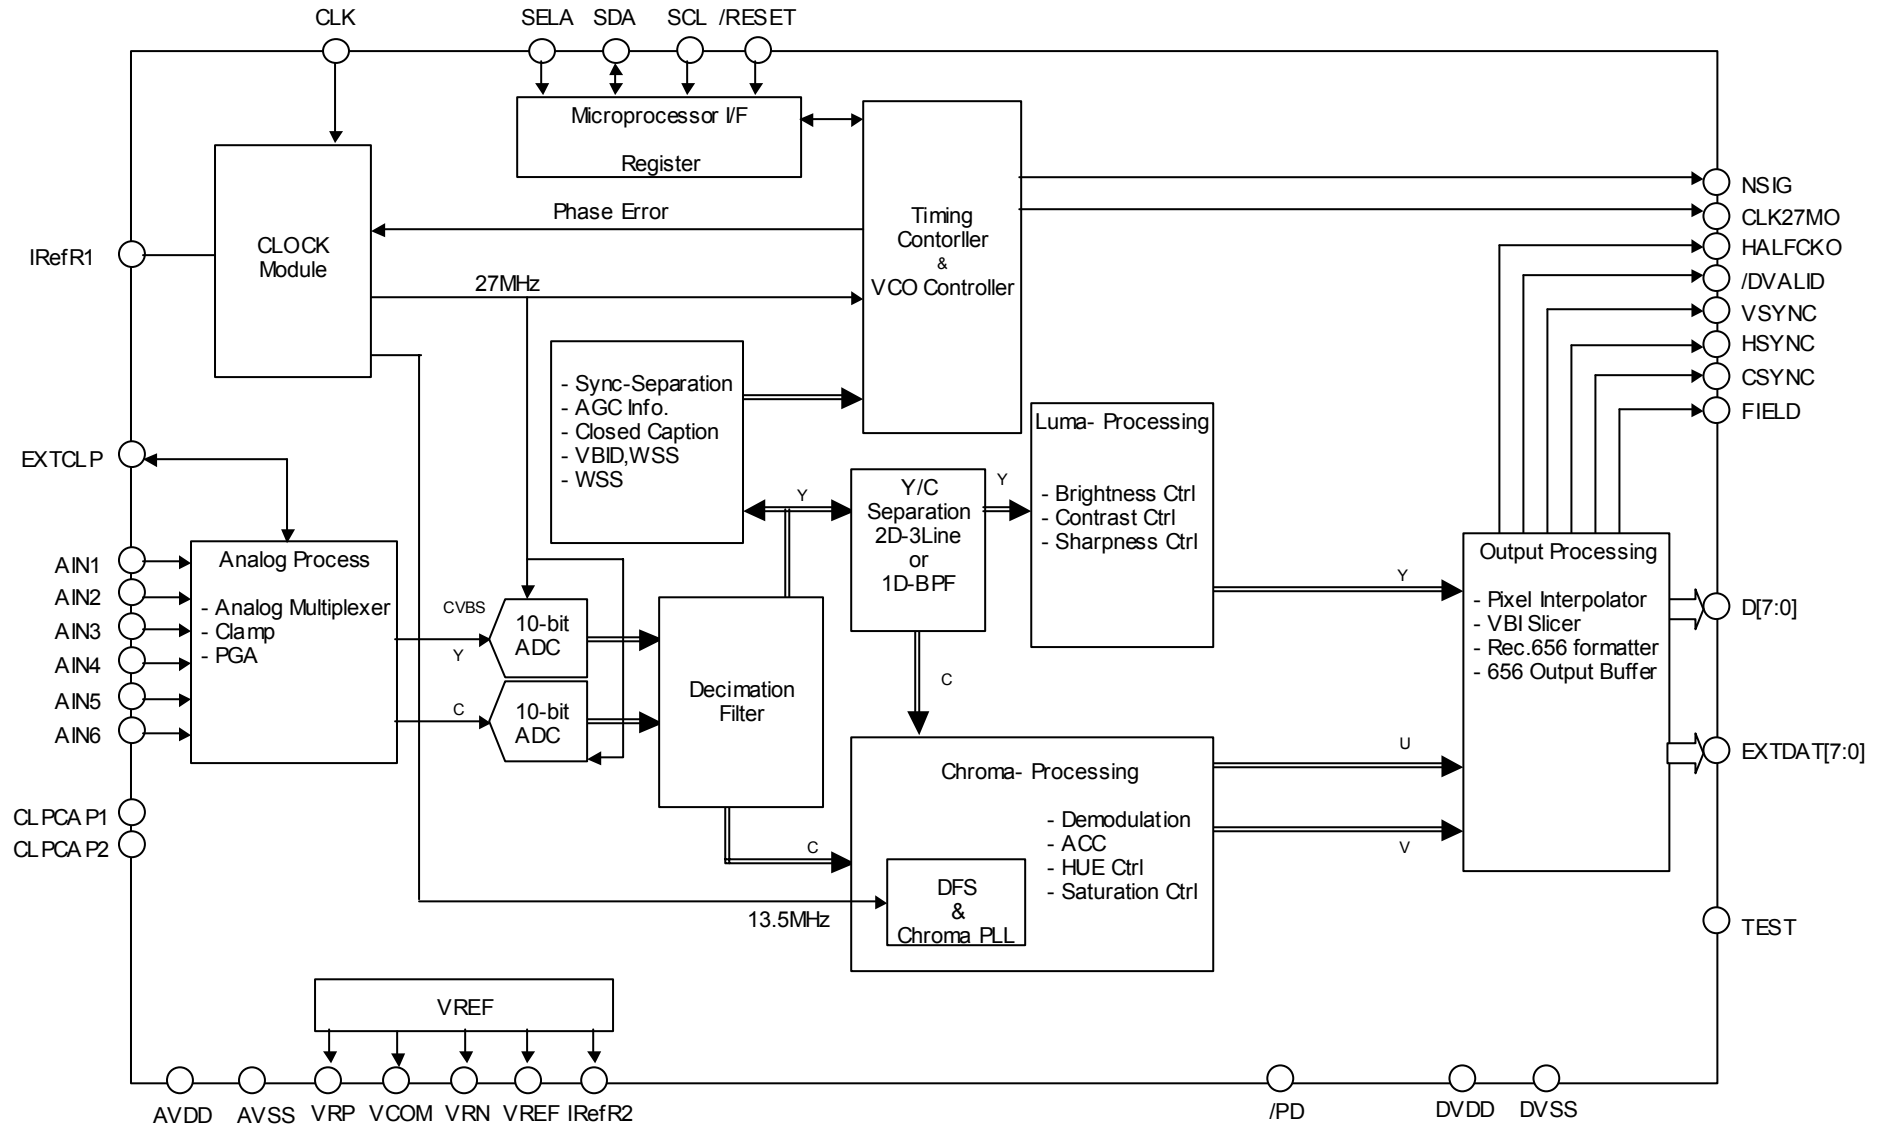 CLK
SELA
SDA
SCL
/RESET
Microprocessor I/F
Register
Phase Error
27MHz
CLOCK
Module
IRefR1
Timing
Contorller
&
VCO Controller
NSIG
CLK27MO
HALFCKO
/DVALID
VSYNC
HSYNC
CSYNC
FIELD
- Sync-Separation
- AGC Info.
- Closed Caption
- VBID,WSS
- WSS
Luma- Processing
- Brightness Ctrl
- Contrast Ctrl
- Sharpness Ctrl
Y
Y/C
Separation
2D-3Line
or
1D-BPF
Y
EXTCLP
AIN1
AIN2
AIN3
AIN4
AIN5
AIN6
Analog Process
- Analog Multiplexer
- Clamp
- PGA
CVBS
Y
C
10-bit
ADC
10-bit
ADC
Decimation
Filter
C
Y
Output Processing
- Pixel Interpolator
- VBI Slicer
- Rec.656 formatter
- 656 Output Buffer
D[7:0]
EXTDAT[7:0]
U
V
Chroma- Processing
- Demodulation
- ACC
- HUE Ctrl
- Saturation Ctrl
C
DFS
&
Chroma PLL
13.5MHz
CLPCAP1
CLPCAP2
TEST
VREF
AVDD
AVSS
VRP
VCOM
VRN
VREF
IRefR2
/PD
DVDD
DVSS